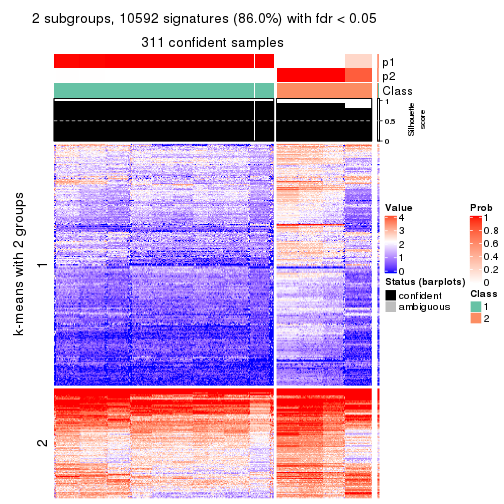 2 subgroups, 10592 signatures (86.0%) with fdr < 0.05
311 confident samples
p1
p2
Class
1
0.5
0
Silhouette
score
k-means with 2 groups
1
2
Value
4
3
2
1
0
Status (barplots)
confident
ambiguous
Prob
1
0.8
0.6
0.4
0.2
0
Class
1
2